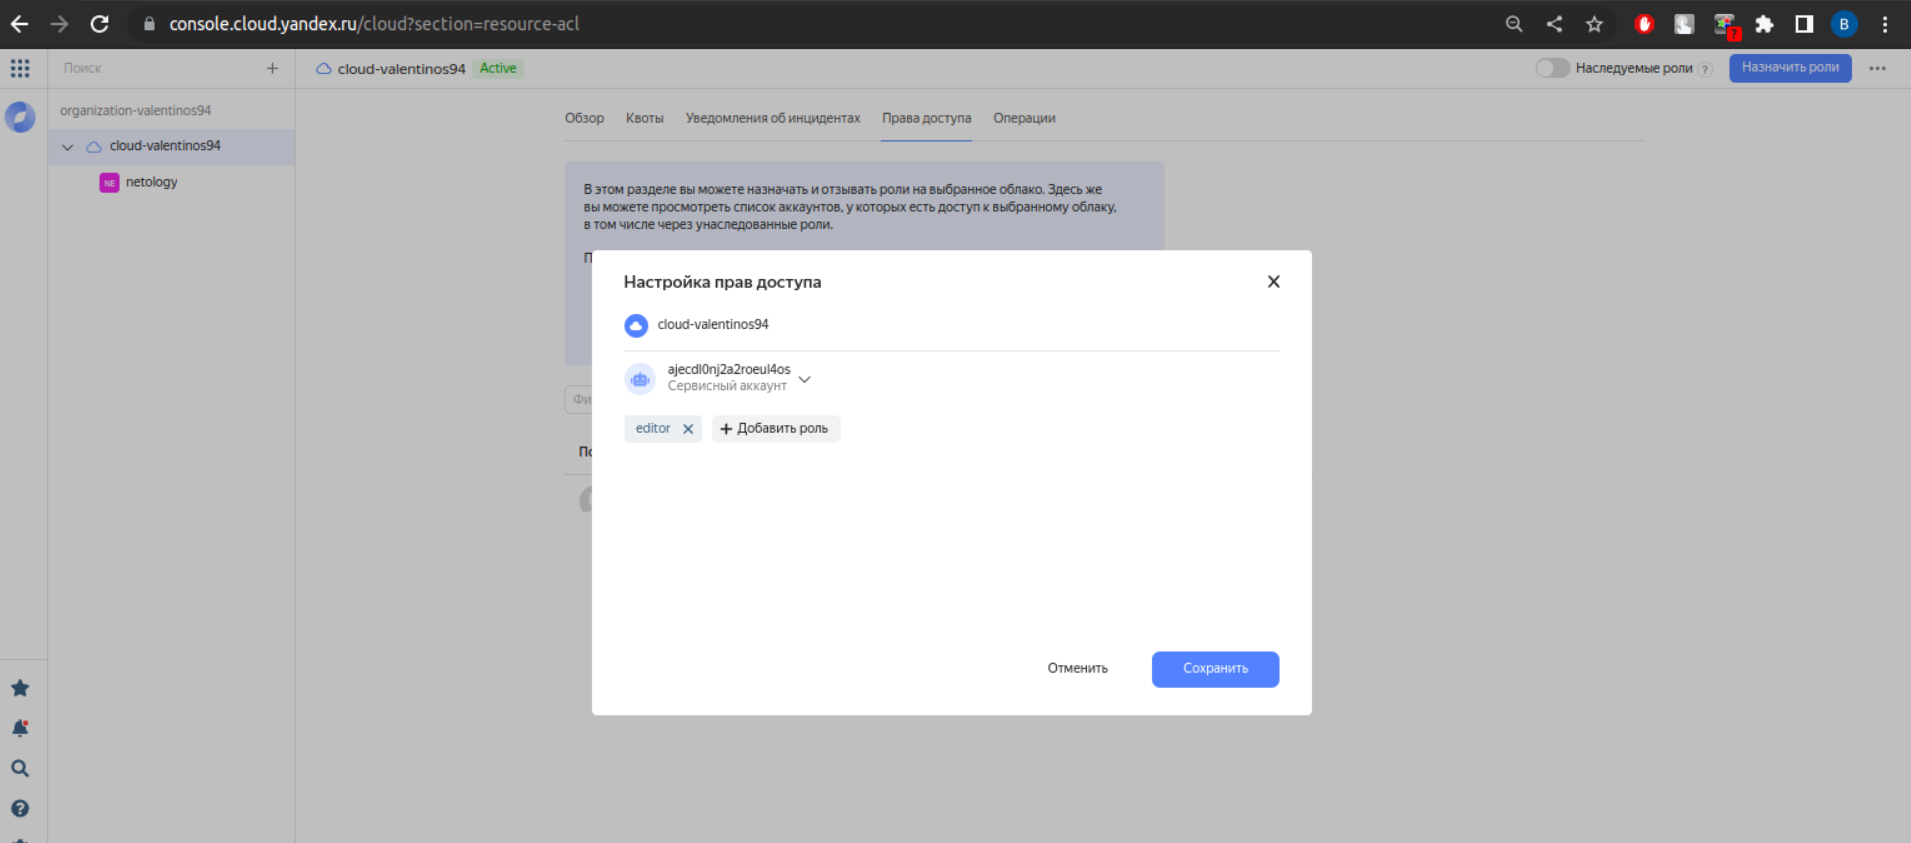 console.cloud.yandex.ru/cloud?section=resource-acl
?
B
Поиск
cloud-valentinos94 Active
Наследуемые роли ?
Назначить роли
organization-valentinos94
cloud-valentinos94
NE netology
Обзор Квоты Уведомления об инцидентах Права доступа Операции
В этом разделе вы можете назначать и отзывать роли на выбранное облако. Здесь же
вы можете просмотреть список аккаунтов, у которых есть доступ к выбранному облаку,
в том числе через унаследованные роли.
Настройка прав доступа
cloud-valentinos94
ajecdl0nj2a2roeul4os
Сервисный аккаунт
editor
Добавить роль
Отменить
Сохранить